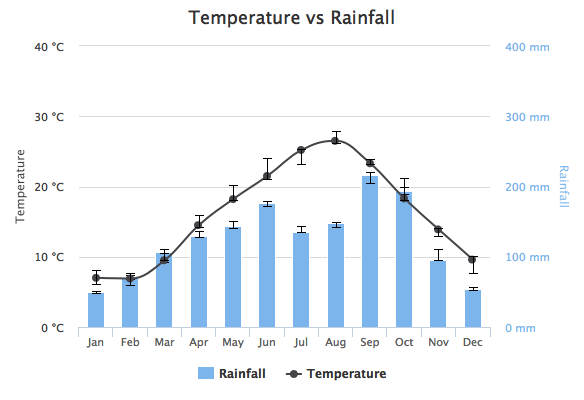 Temperature vs Rainfall
40 °C 400 mm
30 °C 300 mm
20 °C 200 mm
10 °C 100 mm
0 °C 0 mm
Temperature
Rainfall
Jan Feb Mar Apr May Jun Jul Aug Sep Oct Nov Dec
Rainfall Temperature